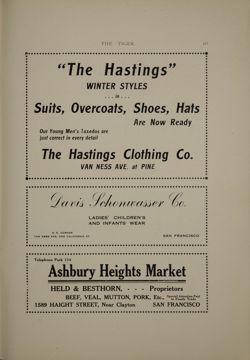 THE TIGER
"The Hastings"
WINTER STYLES
... in ...
Suits, Overcoats, Shoes, Hats
Are Now Ready
Our Young Men's Tuxedos are
just correct in every detail
The Hastings Clothing Co.
VAN NESS AVE. at PINE
Davis Schonwasser Co.
LADIES' CHILDREN'S
AND INFANTS' WEAR
SAN FRANCISCO
Telephone Park
Ashbury Heights Market
HELD & BESTHORN, - - - Proprietors
BEEF, VEAL, MUTTON, PORK, Etc.,
1589 HAIGHT STREET, Near Clayton SAN FRANCISCO